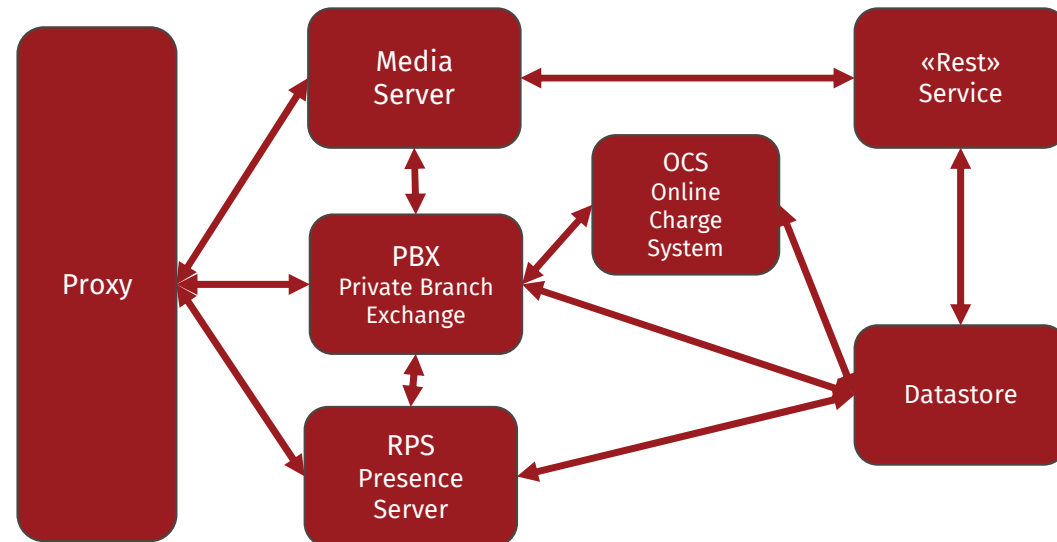 Proxy
Media
Server
«Rest»
Service
OCS
Online
Charge
System
PBX
Private Branch
Exchange
Datastore
RPS
Presence
Server